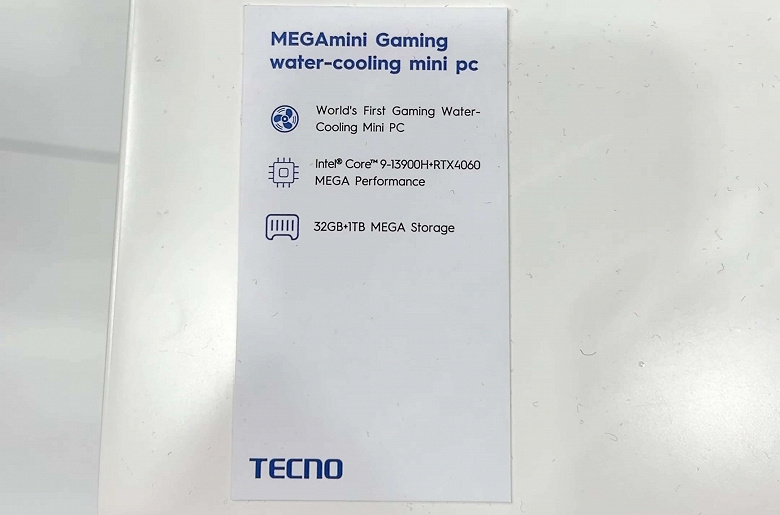 MEGAmini Gaming
water-cooling mini pc
World's First Gaming Water-
Cooling Mini PC
Intel® Core™ 9-13900H+RTX4060
MEGA Performance
32GB+1TB MEGA Storage
TECNO